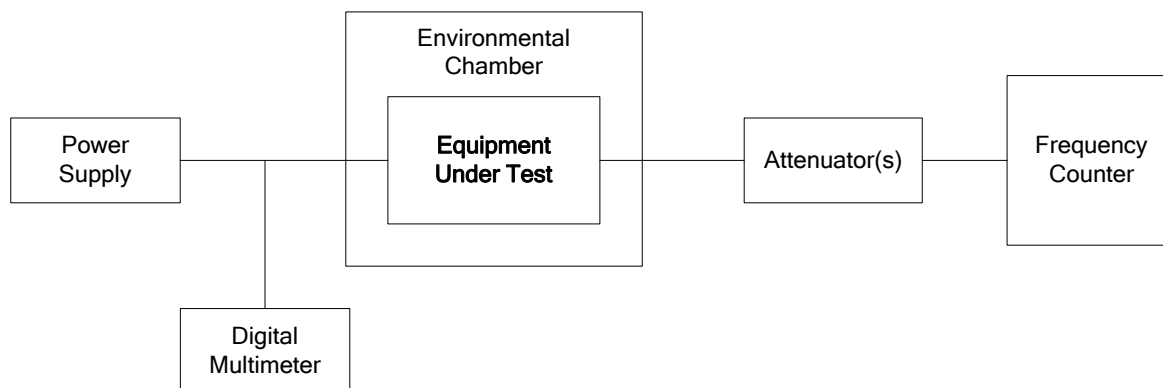 Environmental
Chamber
Power
Supply
Equipment
Under Test
Attenuator(s)
Frequency
Counter
Digital
Multimeter